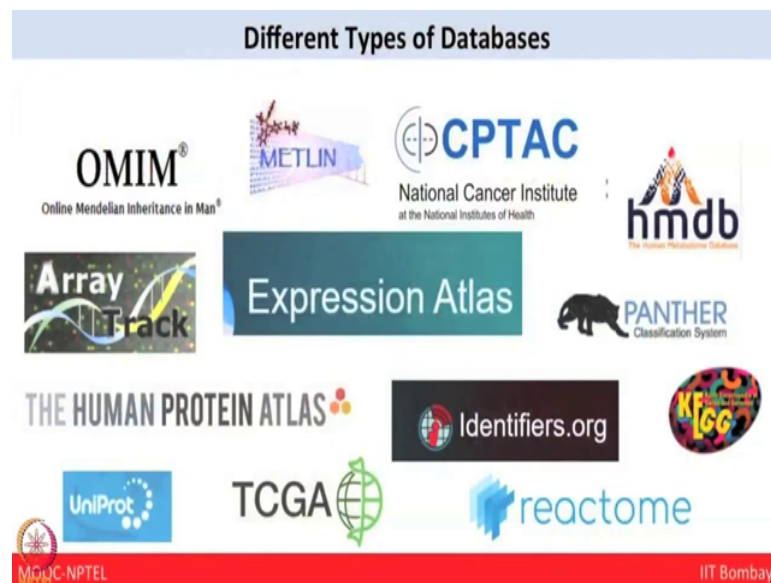 Different Types of Databases
OMIM®
Online Mendelian Inheritance in Man®
METLIN
CPTAC
National Cancer Institute
at the National Institutes of Health
:
hmdb
The Human Metabolome Database
Array
Track
Expression Atlas
PANTHER
Classification System
THE HUMAN PROTEIN ATLAS
Identifiers.org
KEGG
UniProt
TCGA
reactome
MOOC-NPTEL
IIT Bombay